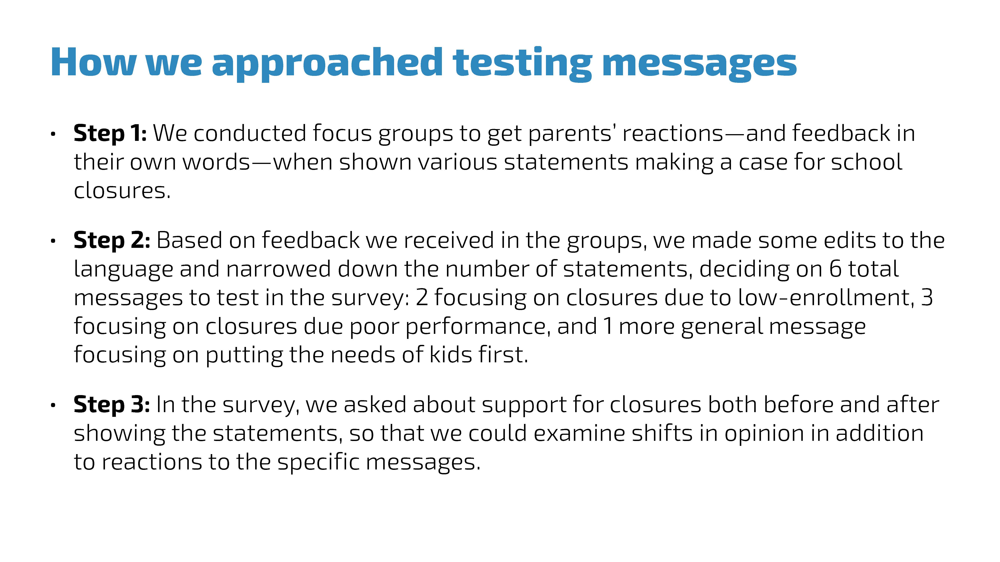 How we approached testing messages
• Step 1: We conducted focus groups to get parents’ reactions—and feedback in
their own words—when shown various statements making a case for school
closures.
• Step 2: Based on feedback we received in the groups, we made some edits to the
language and narrowed down the number of statements, deciding on 6 total
messages to test in the survey: 2 focusing on closures due to low-enrollment, 3
focusing on closures due poor performance, and 1 more general message
focusing on putting the needs of kids first.
• Step 3: In the survey, we asked about support for closures both before and after
showing the statements, so that we could examine shifts in opinion in addition
to reactions to the specific messages.